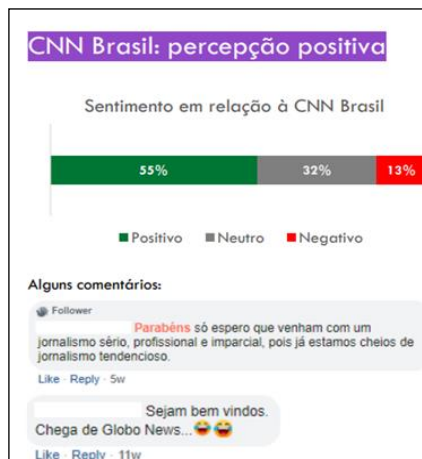 CNN Brasil: percepção positiva
Sentimento em relação à CNN Brasil
55% 32% 13%
Positivo Neutro Negativo
Alguns comentários:
Follower
Parabéns só espero que venham com um
jornalismo sério, profissional e imparcial, pois já estamos cheios de
jornalismo tendencioso.
Like · Reply · 5w
Sejam bem vindos.
Chega de Globo News...😂😂
Like · Reply · 11w